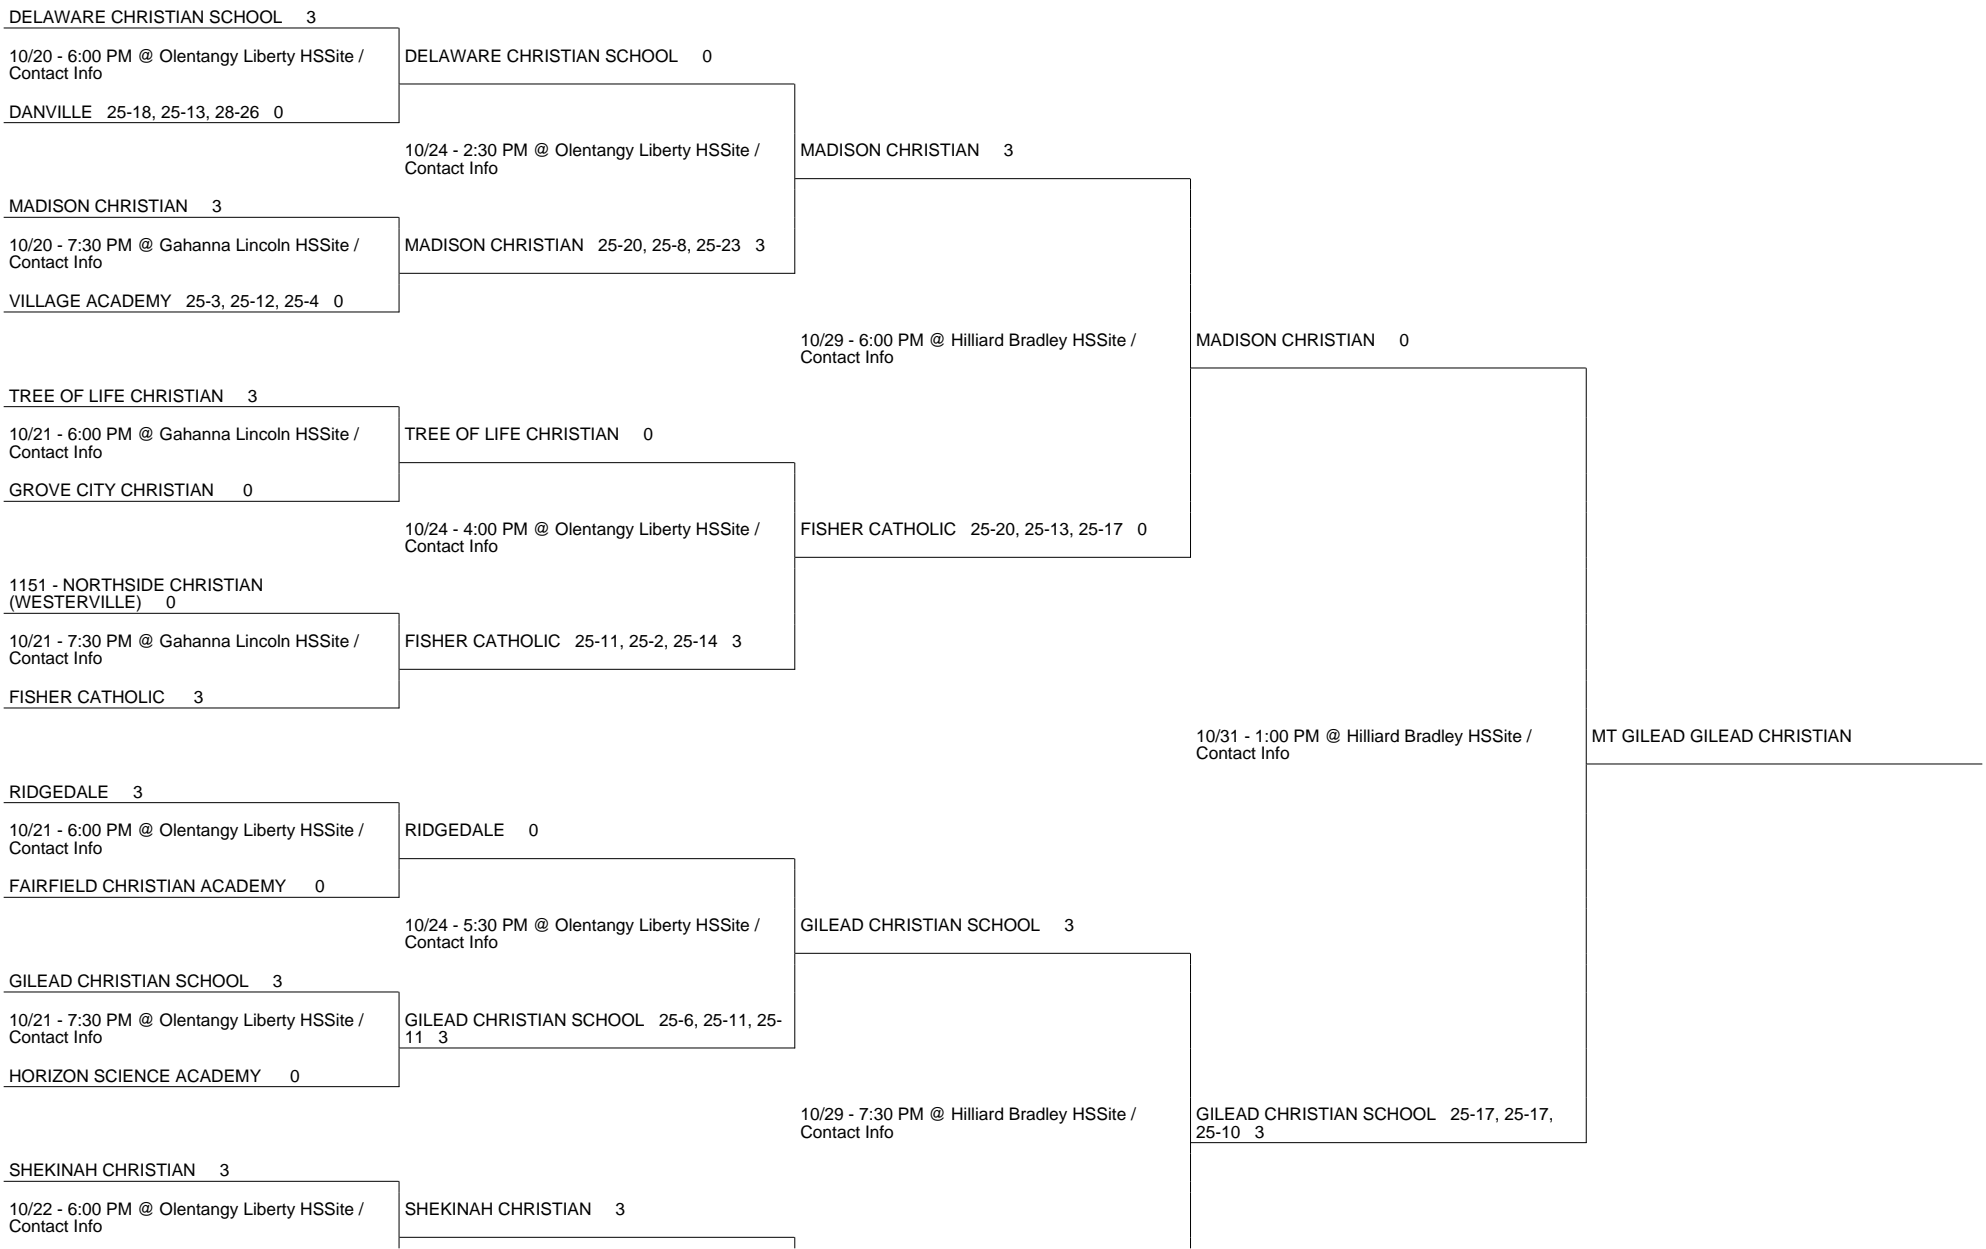 DELAWARE CHRISTIAN SCHOOL 3
10/20 - 6:00 PM @ Olentangy Liberty HSSite /
Contact Info
DANVILLE 25-18, 25-13, 28-26 0
DELAWARE CHRISTIAN SCHOOL 0
10/24 - 2:30 PM @ Olentangy Liberty HSSite /
Contact Info
MADISON CHRISTIAN 3
MADISON CHRISTIAN 3
10/20 - 7:30 PM @ Gahanna Lincoln HSSite /
Contact Info
VILLAGE ACADEMY 25-3, 25-12, 25-4 0
MADISON CHRISTIAN 25-20, 25-8, 25-23 3
10/29 - 6:00 PM @ Hilliard Bradley HSSite /
Contact Info
MADISON CHRISTIAN 0
TREE OF LIFE CHRISTIAN 3
10/21 - 6:00 PM @ Gahanna Lincoln HSSite /
Contact Info
GROVE CITY CHRISTIAN 0
TREE OF LIFE CHRISTIAN 0
10/24 - 4:00 PM @ Olentangy Liberty HSSite /
Contact Info
FISHER CATHOLIC 25-20, 25-13, 25-17 0
1151 - NORTHSIDE CHRISTIAN
(WESTERVILLE) 0
10/21 - 7:30 PM @ Gahanna Lincoln HSSite /
Contact Info
FISHER CATHOLIC 3
FISHER CATHOLIC 25-11, 25-2, 25-14 3
10/31 - 1:00 PM @ Hilliard Bradley HSSite /
Contact Info
MT GILEAD GILEAD CHRISTIAN
RIDGEDALE 3
10/21 - 6:00 PM @ Olentangy Liberty HSSite /
Contact Info
FAIRFIELD CHRISTIAN ACADEMY 0
RIDGEDALE 0
10/24 - 5:30 PM @ Olentangy Liberty HSSite /
Contact Info
GILEAD CHRISTIAN SCHOOL 3
GILEAD CHRISTIAN SCHOOL 3
10/21 - 7:30 PM @ Olentangy Liberty HSSite /
Contact Info
HORIZON SCIENCE ACADEMY 0
GILEAD CHRISTIAN SCHOOL 25-6, 25-11, 25-
11 3
10/29 - 7:30 PM @ Hilliard Bradley HSSite /
Contact Info
GILEAD CHRISTIAN SCHOOL 25-17, 25-17,
25-10 3
SHEKINAH CHRISTIAN 3
10/22 - 6:00 PM @ Olentangy Liberty HSSite /
Contact Info
SHEKINAH CHRISTIAN 3